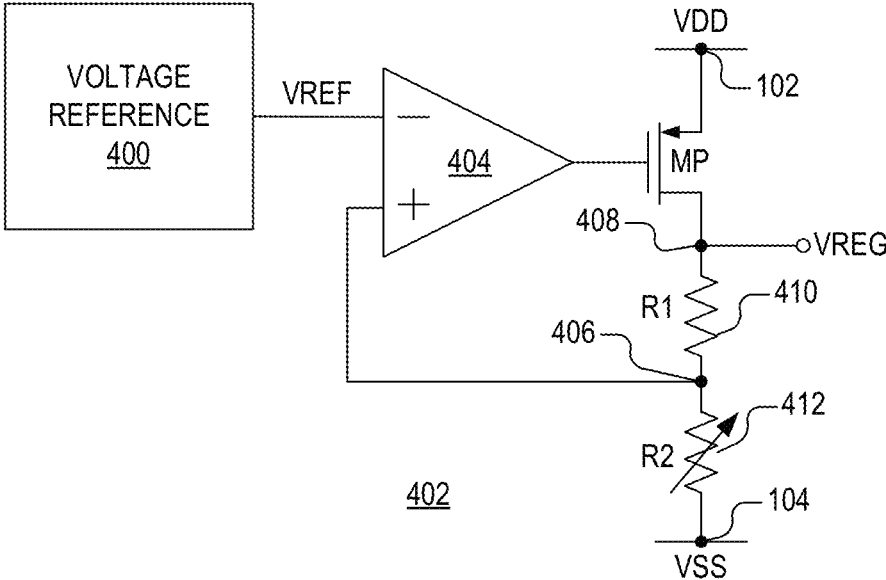 VDD
VOLTAGE
REFERENCE
400
VREF
102
−
404
MP
+
408
VREG
R1
410
406
412
R2
402
104
VSS